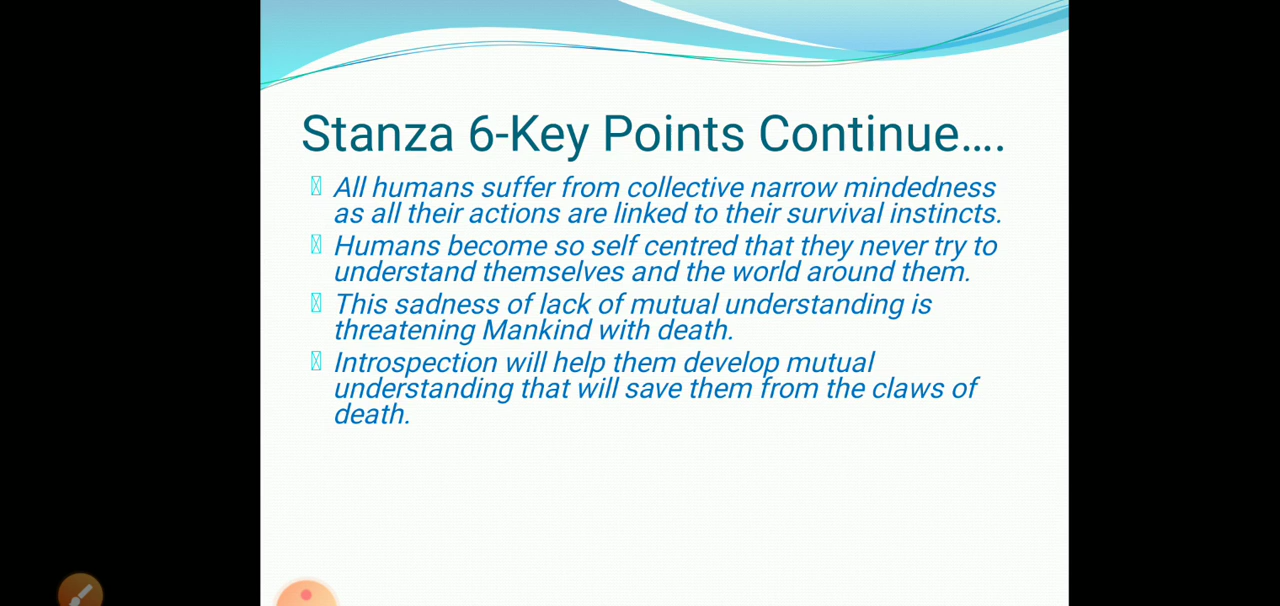 Stanza 6-Key Points Continue....
All humans suffer from collective narrow mindedness
as all their actions are linked to their survival instincts.
Humans become so self centred that they never try to
understand themselves and the world around them.
This sadness of lack of mutual understanding is
threatening Mankind with death.
Introspection will help them develop mutual
understanding that will save them from the claws of
death.